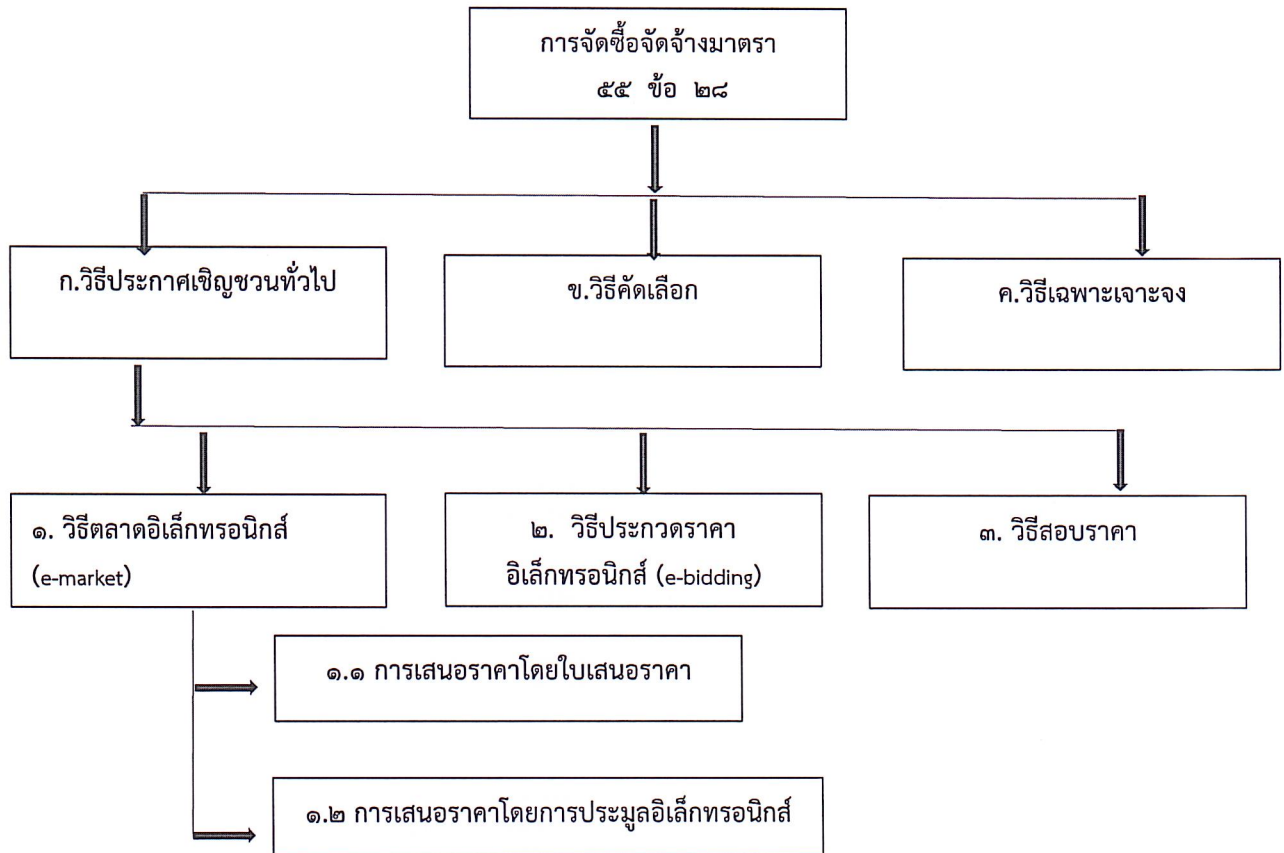 การจัดซื้อจัดจ้างมาตรา
๕๕ ข้อ ๒๘
ก.วิธีประกาศเชิญชวนทั่วไป
ข.วิธีคัดเลือก
ค.วิธีเฉพาะเจาะจง
๑. วิธีตลาดอิเล็กทรอนิกส์
(e-market)
๒. วิธีประกวดราคา
อิเล็กทรอนิกส์ (e-bidding)
๓. วิธีสอบราคา
๑.๑ การเสนอราคาโดยใบเสนอราคา
๑.๒ การเสนอราคาโดยการประมูลอิเล็กทรอนิกส์